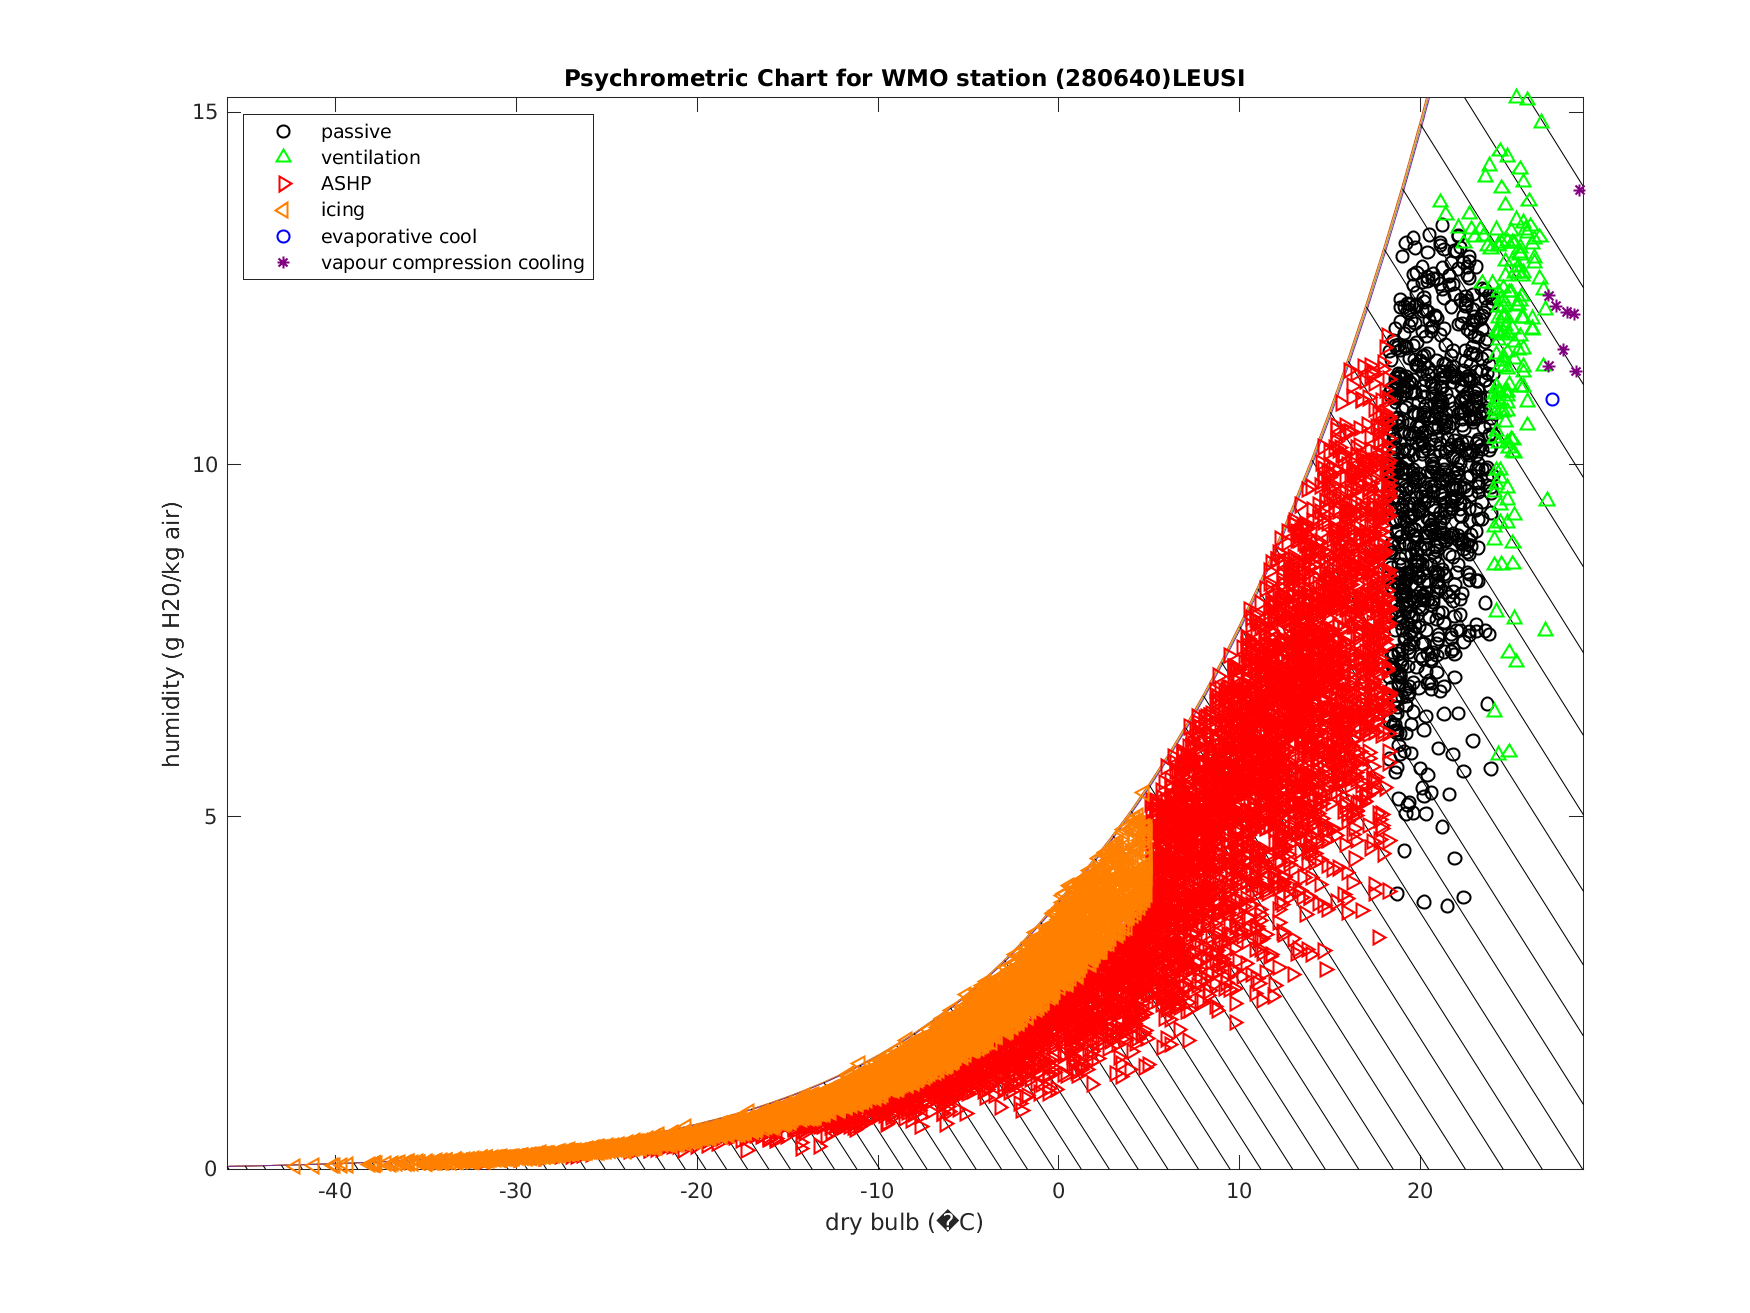 Psychrometric Chart for WMO station (280640)LEUSI
passive
ventilation
ASHP
icing
evaporative cool
vapour compression cooling
humidity (g H20/kg air)
15
10
5
0
-40 -30 -20 -10 0 10 20
dry bulb (�C)